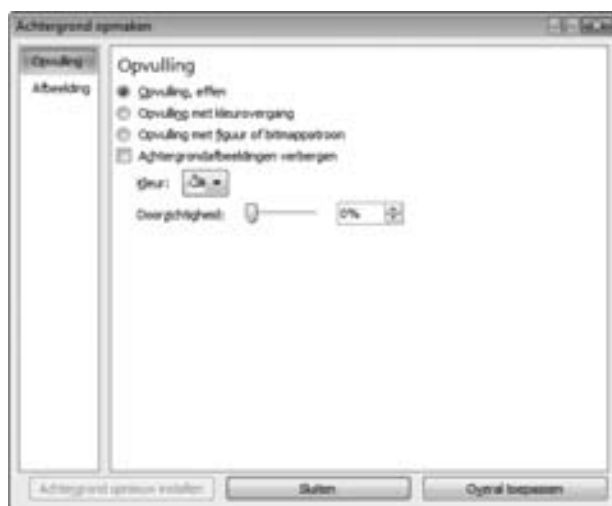 Achtergrond opmaken
Opvulling
Afbeelding
Opvulling
Opvulling, effen
Opvulling met kleurovergang
Opvulling met figuur of bitmappatroon
Achtergrondafbeeldingen verbergen
Kleur:
Doorzichtigheid: 0%
Achtergrond opnieuw instellen Sluiten Overal toepassen